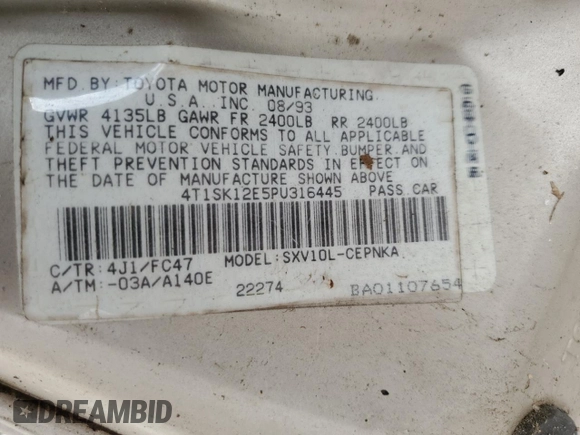 MFD.BY:TOYOTA MOTOR MANUFACTURING
U.S.A. INC. 08/93
GVWR 4135LB GAWR FR 2400LB RR 2400LB
THIS VEHICLE CONFORMS TO ALL APPLICABLE
FEDERAL MOTOR VEHICLE SAFETY,BUMPER,AND
THEFT PREVENTION STANDARDS IN EFFECT ON
THE DATE OF MANUFACTURE SHOWN ABOVE
4T1SK12E5PU316445 PASS.CAR
C/TR:4J1/FC47 MODEL:SXV10L-CEPNKA
A/TM:-03A/A140E
22274 BA01107654
DREAMBID